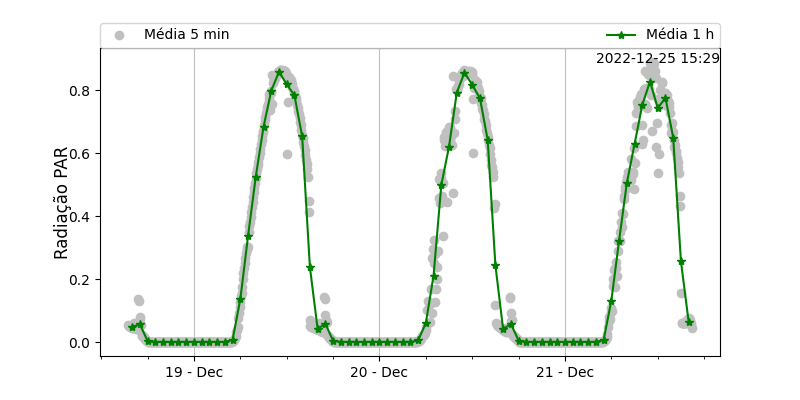 Média 5 min
Média 1 h
2022-12-25 15:29
Radiação PAR
0.8
0.6
0.4
0.2
0.0
19 - Dec
20 - Dec
21 - Dec